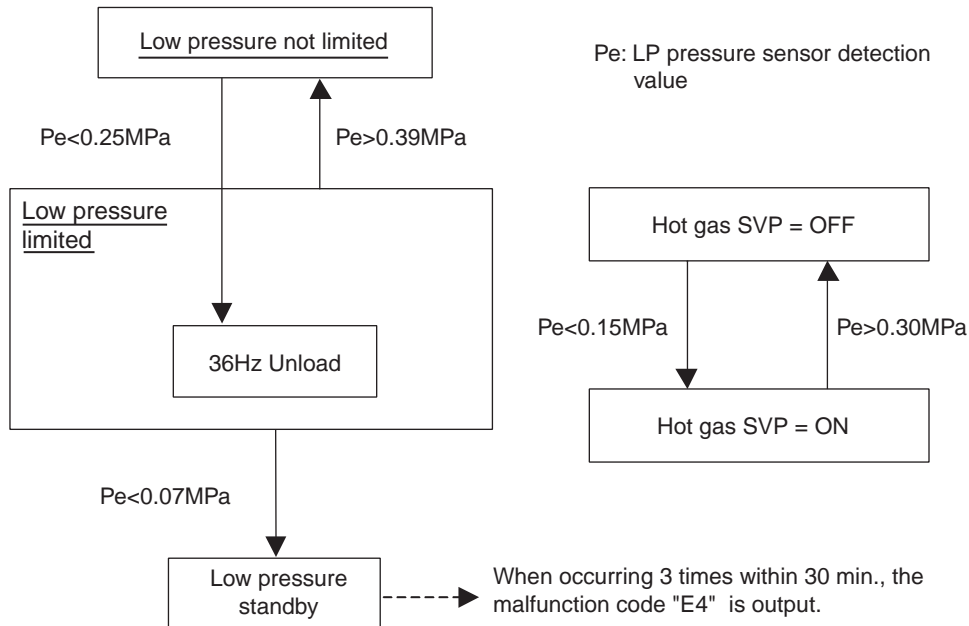 Low pressure not limited
Pe: LP pressure sensor detection
value
Pe<0.25MPa
Pe>0.39MPa
Low pressure
limited
36Hz Unload
Hot gas SVP = OFF
Pe<0.15MPa
Pe>0.30MPa
Hot gas SVP = ON
Pe<0.07MPa
Low pressure
standby
When occurring 3 times within 30 min., the
malfunction code "E4" is output.